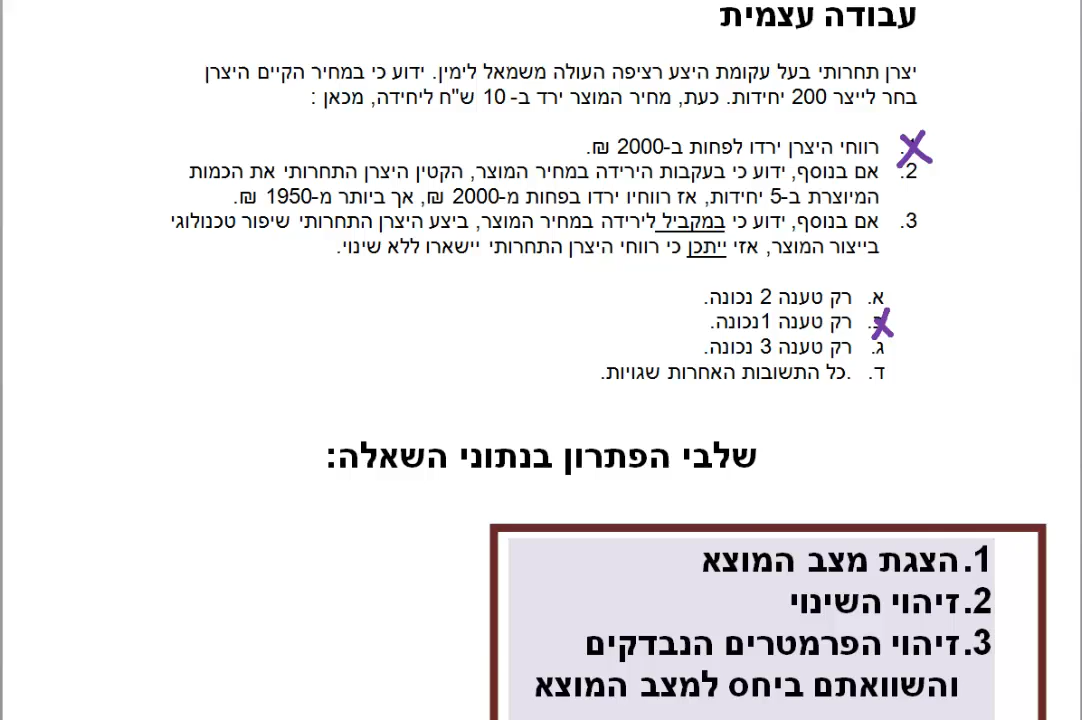 עבודה עצמית
יצרן תחרותי בעל עקומת היצע רציפה העולה משמאל לימין. ידוע כי במחיר הקיים היצרן
בחר לייצר 200 יחידות. כעת, מחיר המוצר ירד ב- 10 ש"ח ליחידה, מכאן :
1. רווחי היצרן ירדו לפחות ב-2000 ₪.
2. אם בנוסף, ידוע כי בעקבות הירידה במחיר המוצר, הקטין היצרן התחרותי את הכמות
המיוצרת ב-5 יחידות, אז רווחיו ירדו בפחות מ-2000 ₪, אך ביותר מ-1950 ₪.
3. אם בנוסף, ידוע כי במקביל לירידה במחיר המוצר, ביצע היצרן התחרותי שיפור טכנולוגי
בייצור המוצר, אזי ייתכן כי רווחי היצרן התחרותי יישארו ללא שינוי.
א. רק טענה 2 נכונה.
ב. רק טענה 1נכונה.
ג. רק טענה 3 נכונה.
ד. .כל התשובות האחרות שגויות.
שלבי הפתרון בנתוני השאלה:
1.הצגת מצב המוצא
2.זיהוי השינוי
3.זיהוי הפרמטרים הנבדקים
והשוואתם ביחס למצב המוצא